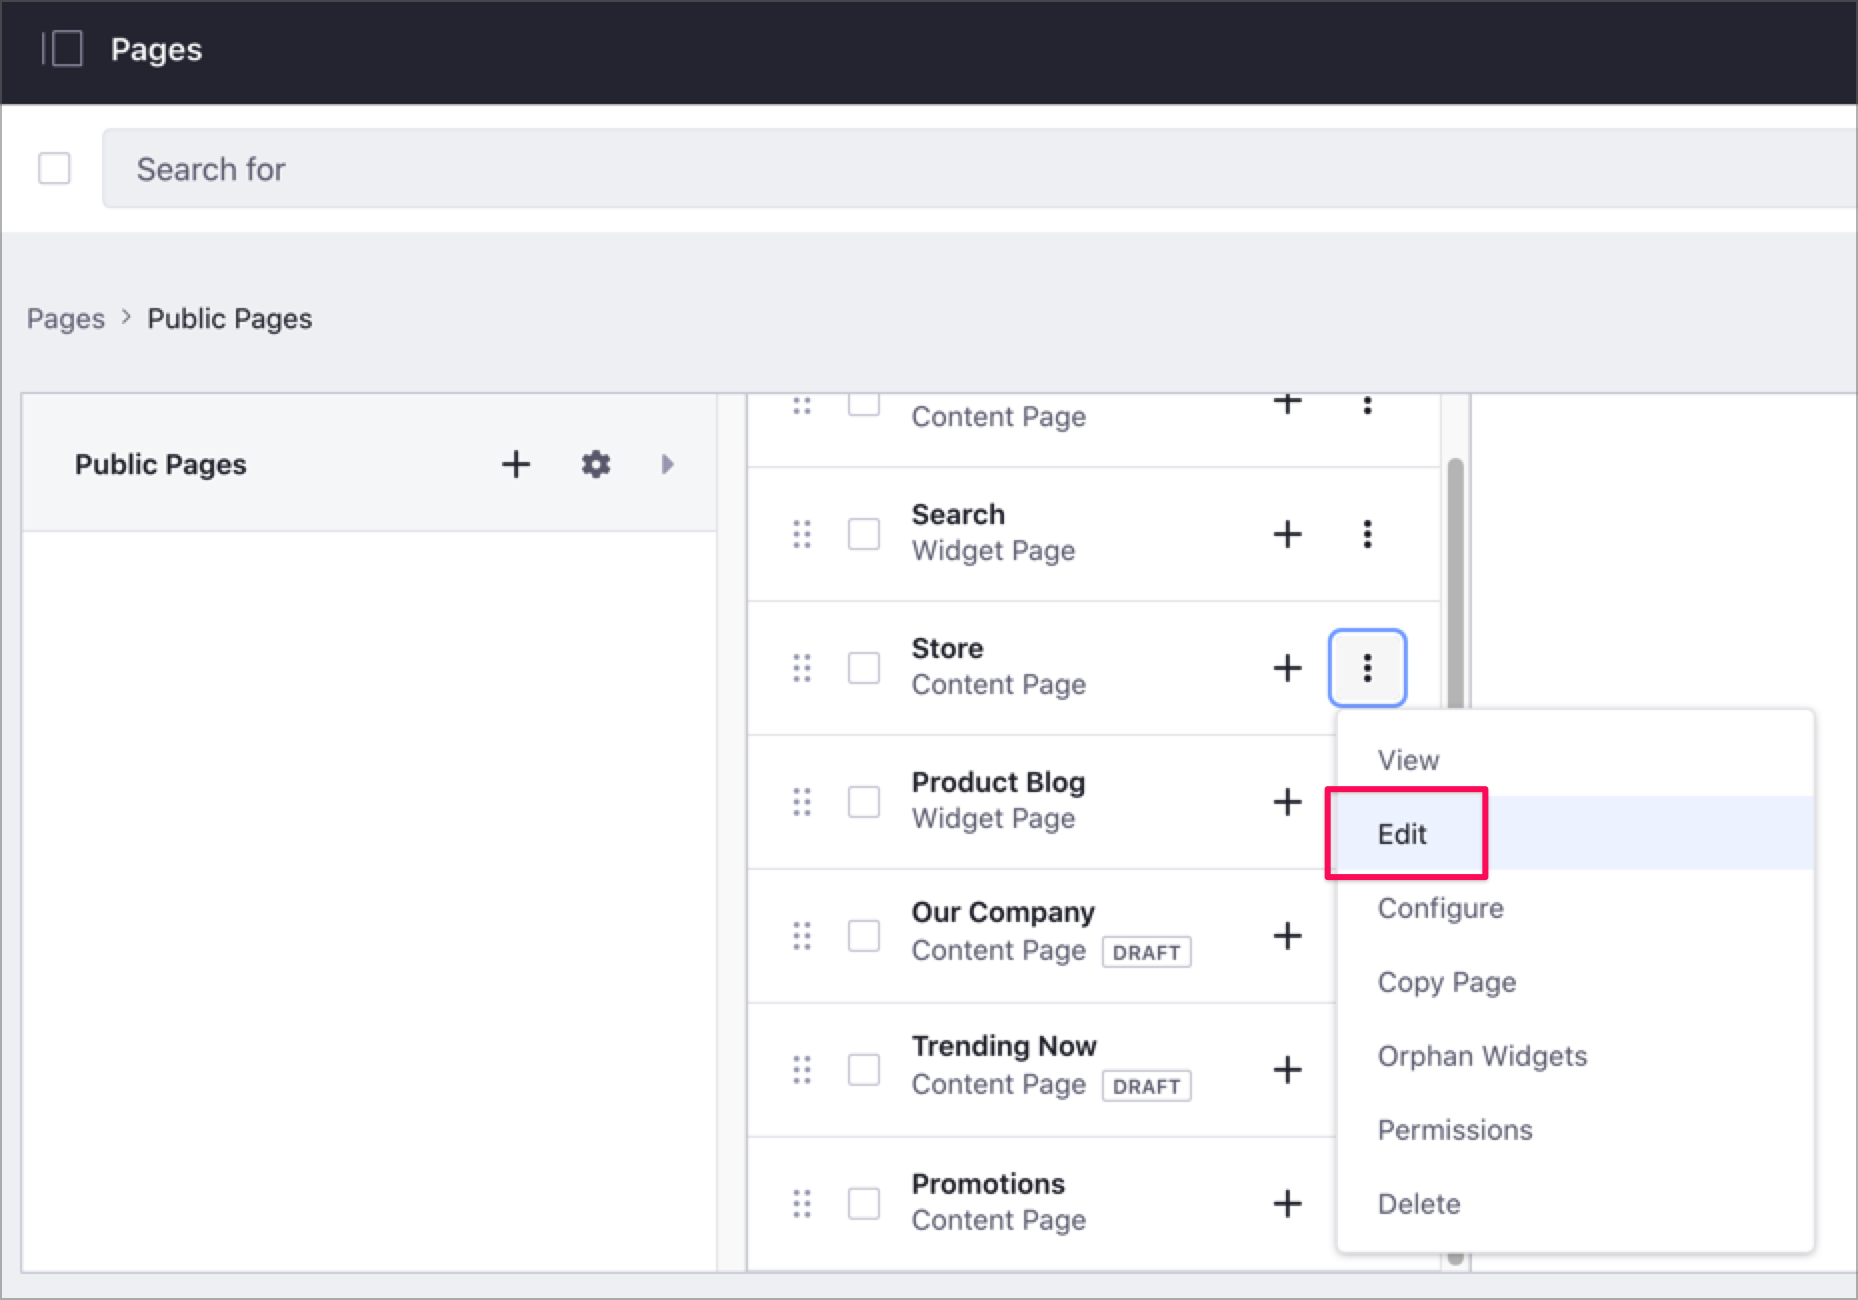 Pages
Search for
Pages > Public Pages
Public Pages
Content Page
Search
Widget Page
Store
Content Page
Product Blog
Widget Page
Our Company
Content Page DRAFT
Trending Now
Content Page DRAFT
Promotions
Content Page
View
Edit
Configure
Copy Page
Orphan Widgets
Permissions
Delete